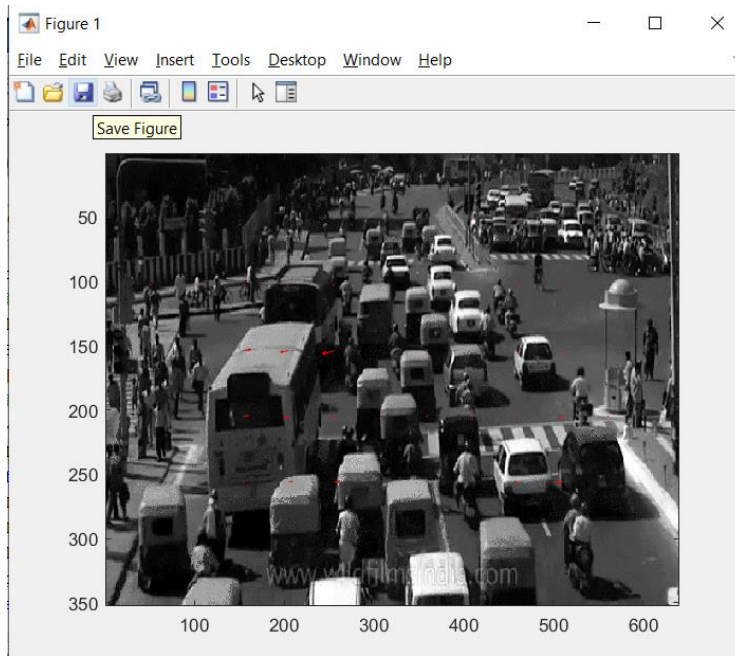 Figure 1
File Edit View Insert Tools Desktop Window Help
Save Figure
50
100
150
200
250
300
350
www.wildfilmsindia.com
100 200 300 400 500 600